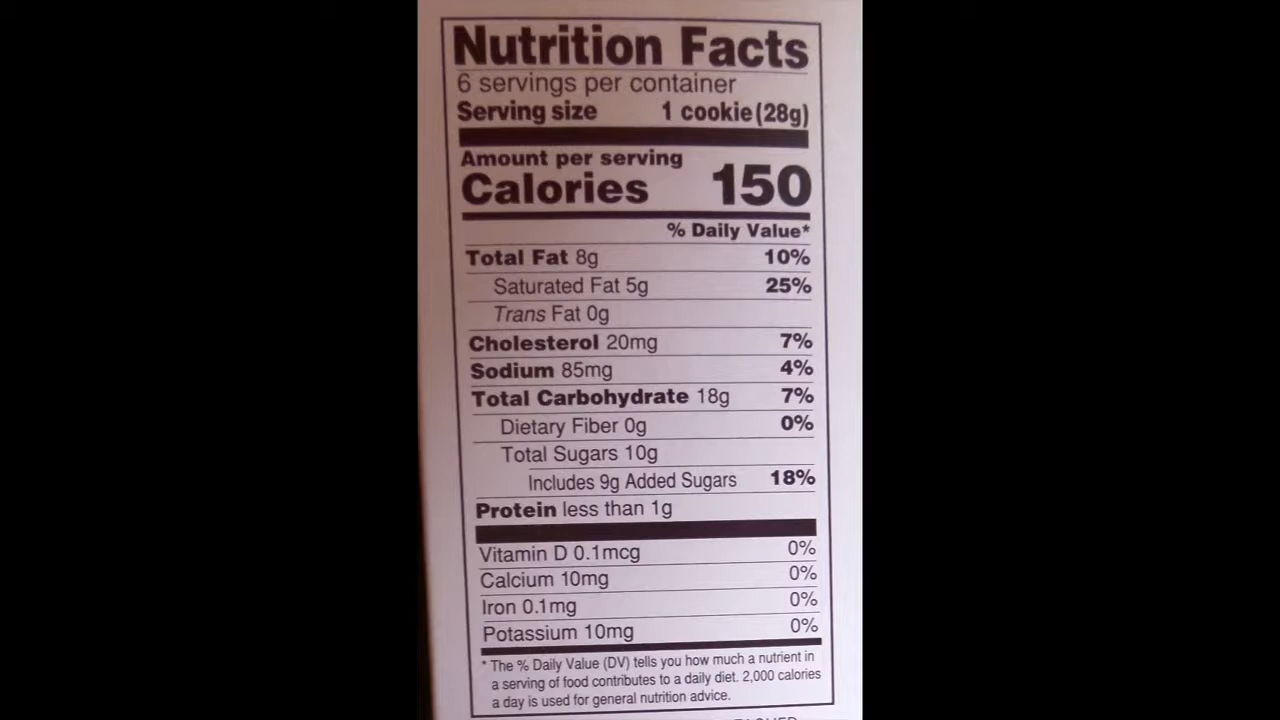 Nutrition Facts
6 servings per container
Serving size 1 cookie (28g)
Amount per serving
Calories 150
% Daily Value*
Total Fat 8g 10%
Saturated Fat 5g 25%
Trans Fat 0g
Cholesterol 20mg 7%
Sodium 85mg 4%
Total Carbohydrate 18g 7%
Dietary Fiber 0g 0%
Total Sugars 10g
Includes 9g Added Sugars 18%
Protein less than 1g
Vitamin D 0.1mcg 0%
Calcium 10mg 0%
Iron 0.1mg 0%
Potassium 10mg 0%
* The % Daily Value (DV) tells you how much a nutrient in
a serving of food contributes to a daily diet. 2,000 calories
a day is used for general nutrition advice.